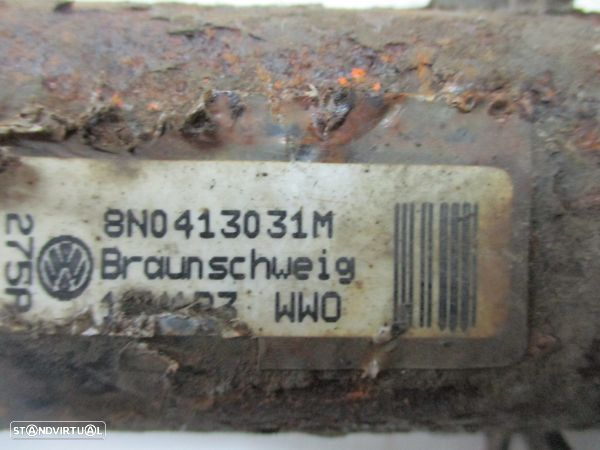 8N0413031M
Braunschweig
WWO
275P
STANDVIRTUAL